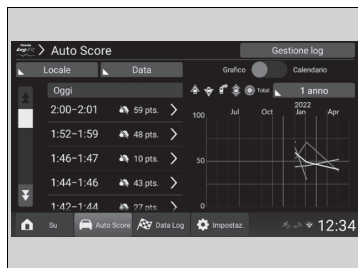 Honda
Log R > Auto Score
Gestione log
Locale
Data
Grafico
Calendario
Oggi
Total
1 anno
2:00-2:01 59 pts.
1:52-1:59 48 pts.
1:46-1:47 10 pts.
1:44-1:46 43 pts.
1:42-1:44 27 pts.
2022
Jul Oct Jan Apr
100
50
0
Su
Auto Score
Data Log
Impostaz.
12:34